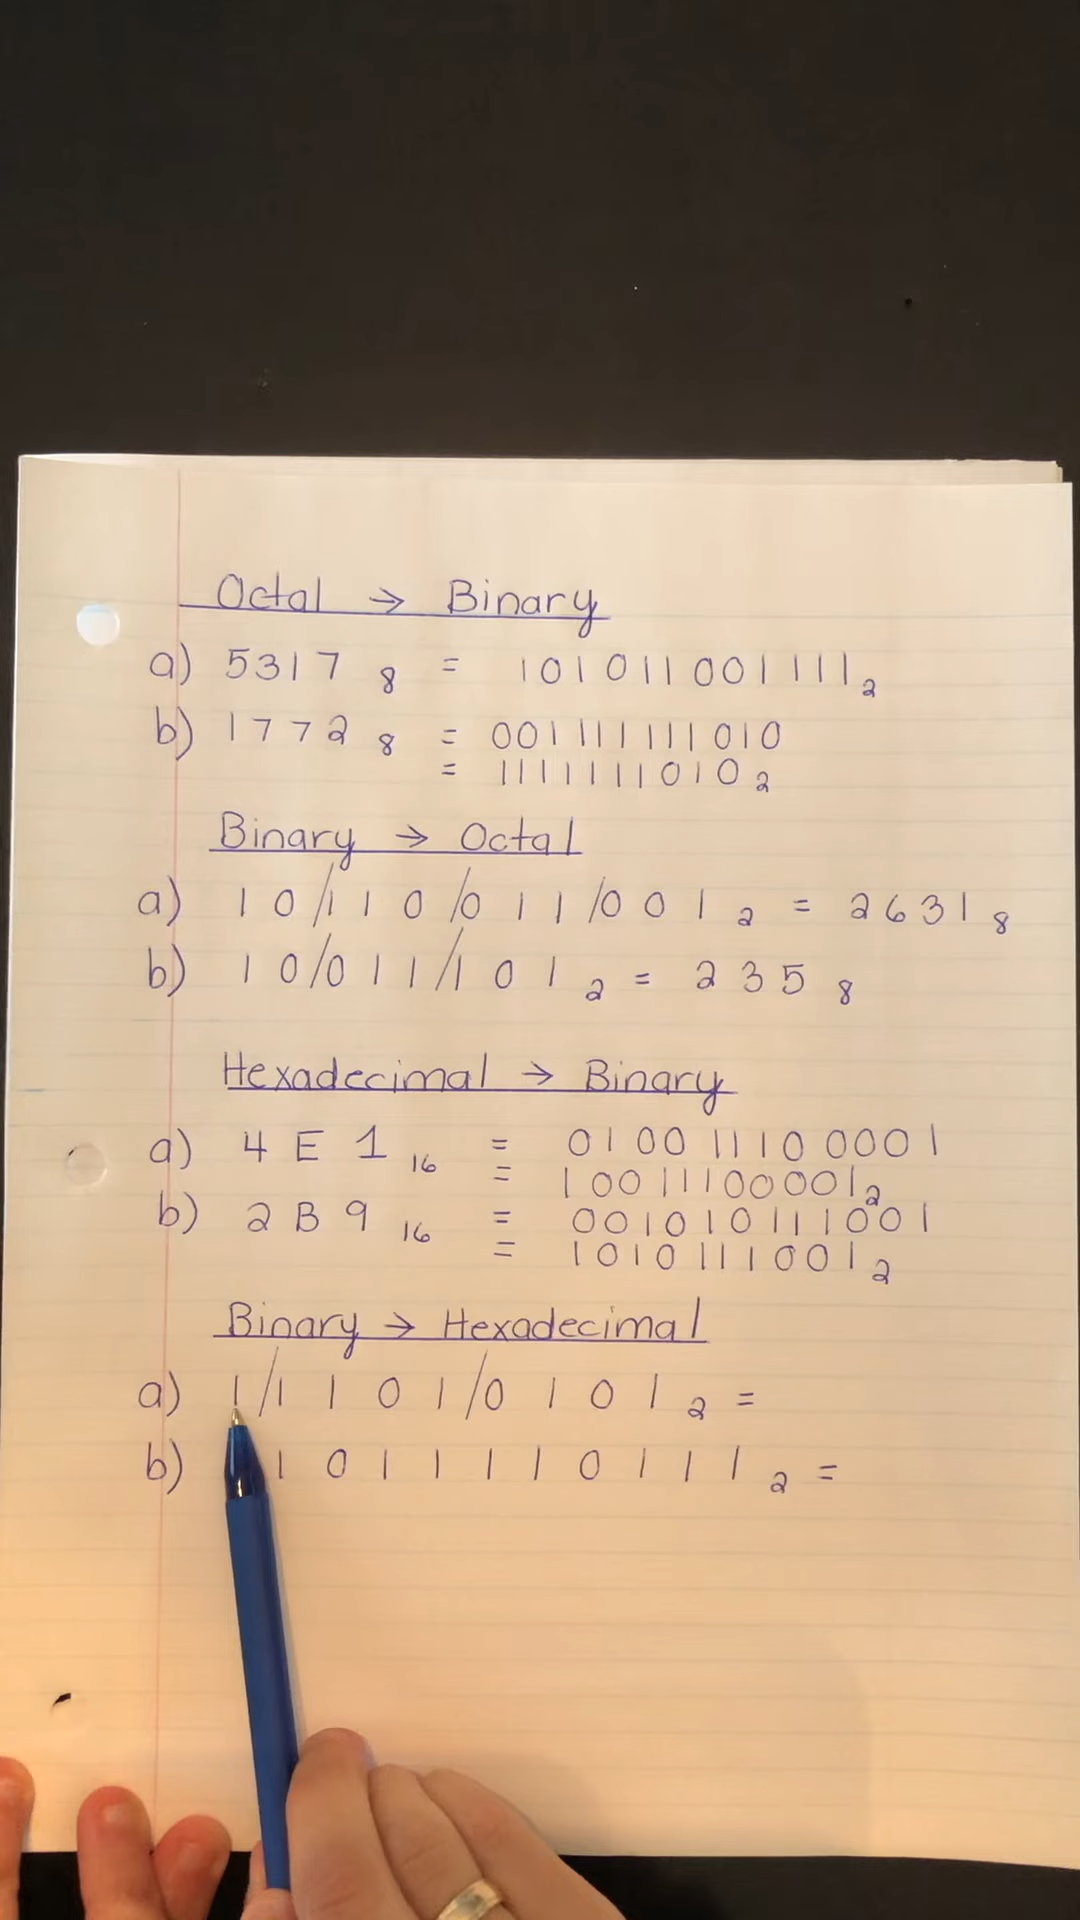 Octal → Binary
a) 5317 8 = 101011001111 2
b) 1772 8 = 001111111010
= 1111111010 2
Binary → Octal
a) 10/110/011/001 2 = 2631 8
b) 10/011/101 2 = 235 8
Hexadecimal → Binary
a) 4E1 16 = 010011100001
= 10011100001 2
b) 2B9 16 = 001010111001
= 1010111001 2
Binary → Hexadecimal
a) 1/1101/0101 2 =
b) 1011110111 2 =